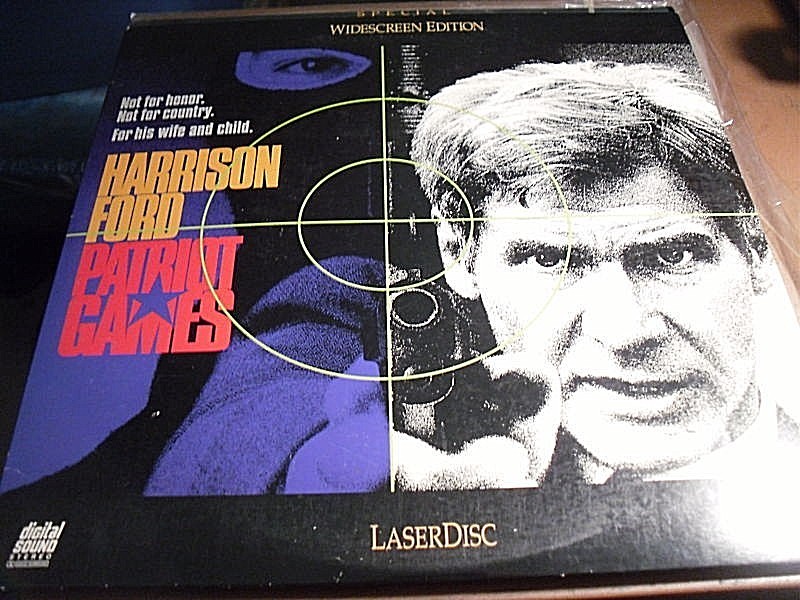 SPECIAL
WIDESCREEN EDITION
Not for honor.
Not for country.
For his wife and child.
HARRISON
FORD
PATRIOT
GAMES
digital
SOUND
STEREO
LASERDISC